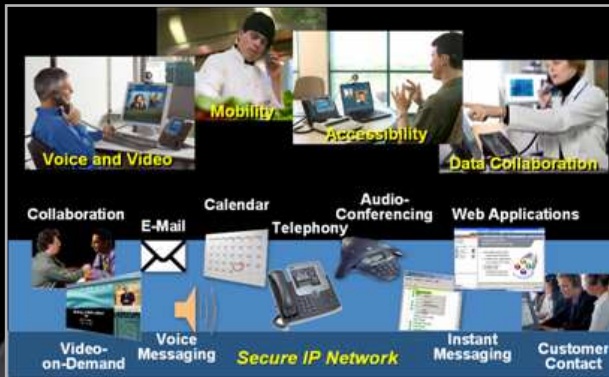 Mobility
Voice and Video
Accessibility
Data Collaboration
Collaboration
E-Mail
Calendar
Telephony
Audio-
Conferencing
Web Applications
Video-
on-Demand
Voice
Messaging
Secure IP Network
Instant
Messaging
Customer
Contact